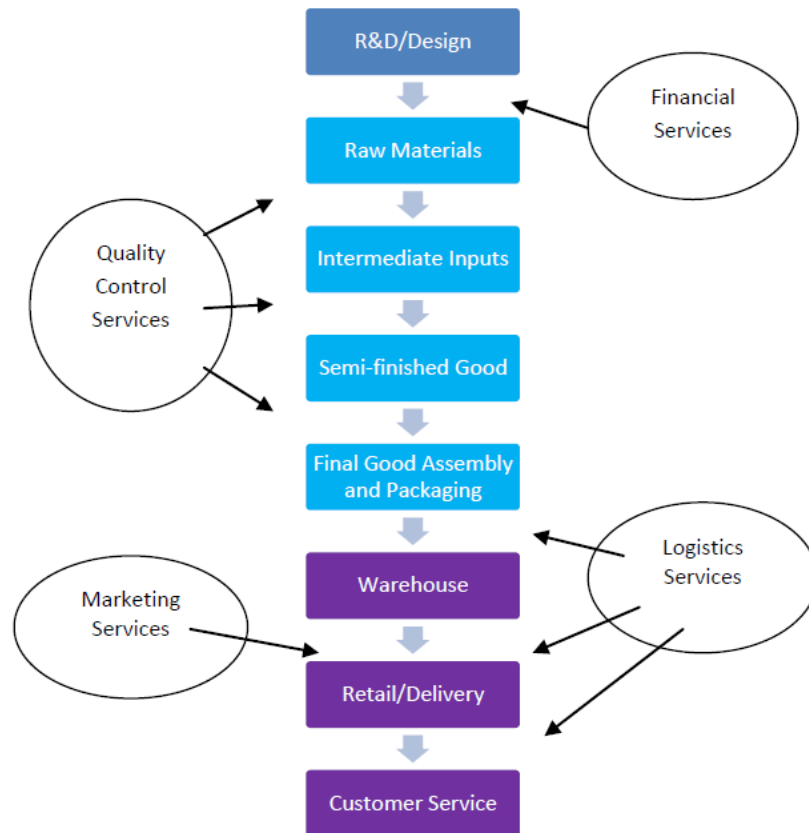 R&D/Design
Financial
Services
Raw Materials
Quality
Control
Services
Intermediate Inputs
Semi-finished Good
Final Good Assembly
and Packaging
Logistics
Services
Warehouse
Marketing
Services
Retail/Delivery
Customer Service